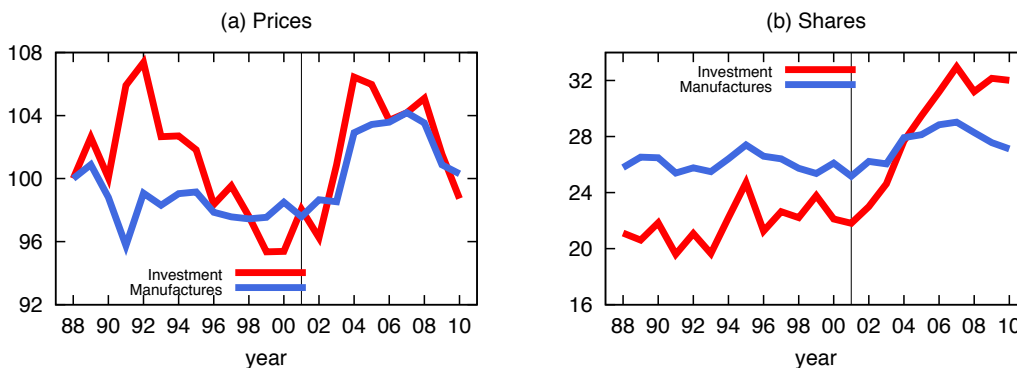 (a) Prices
108
104
100
96
92
Investment
Manufactures
88 90 92 94 96 98 00 02 04 06 08 10
year
(b) Shares
32
28
24
20
16
Investment
Manufactures
88 90 92 94 96 98 00 02 04 06 08 10
year